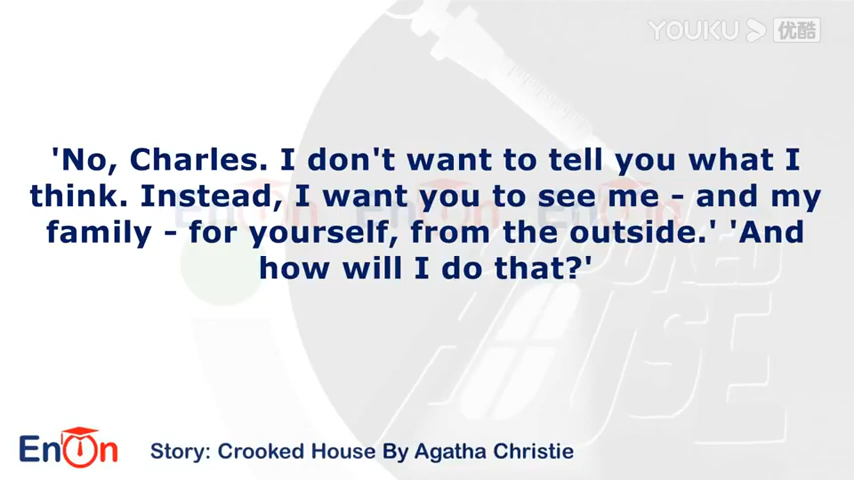 YOUKU 优酷
'No, Charles. I don't want to tell you what I
think. Instead, I want you to see me - and my
family - for yourself, from the outside.' 'And
how will I do that?'
CROOKED
HOUSE
EnOn
Story: Crooked House By Agatha Christie